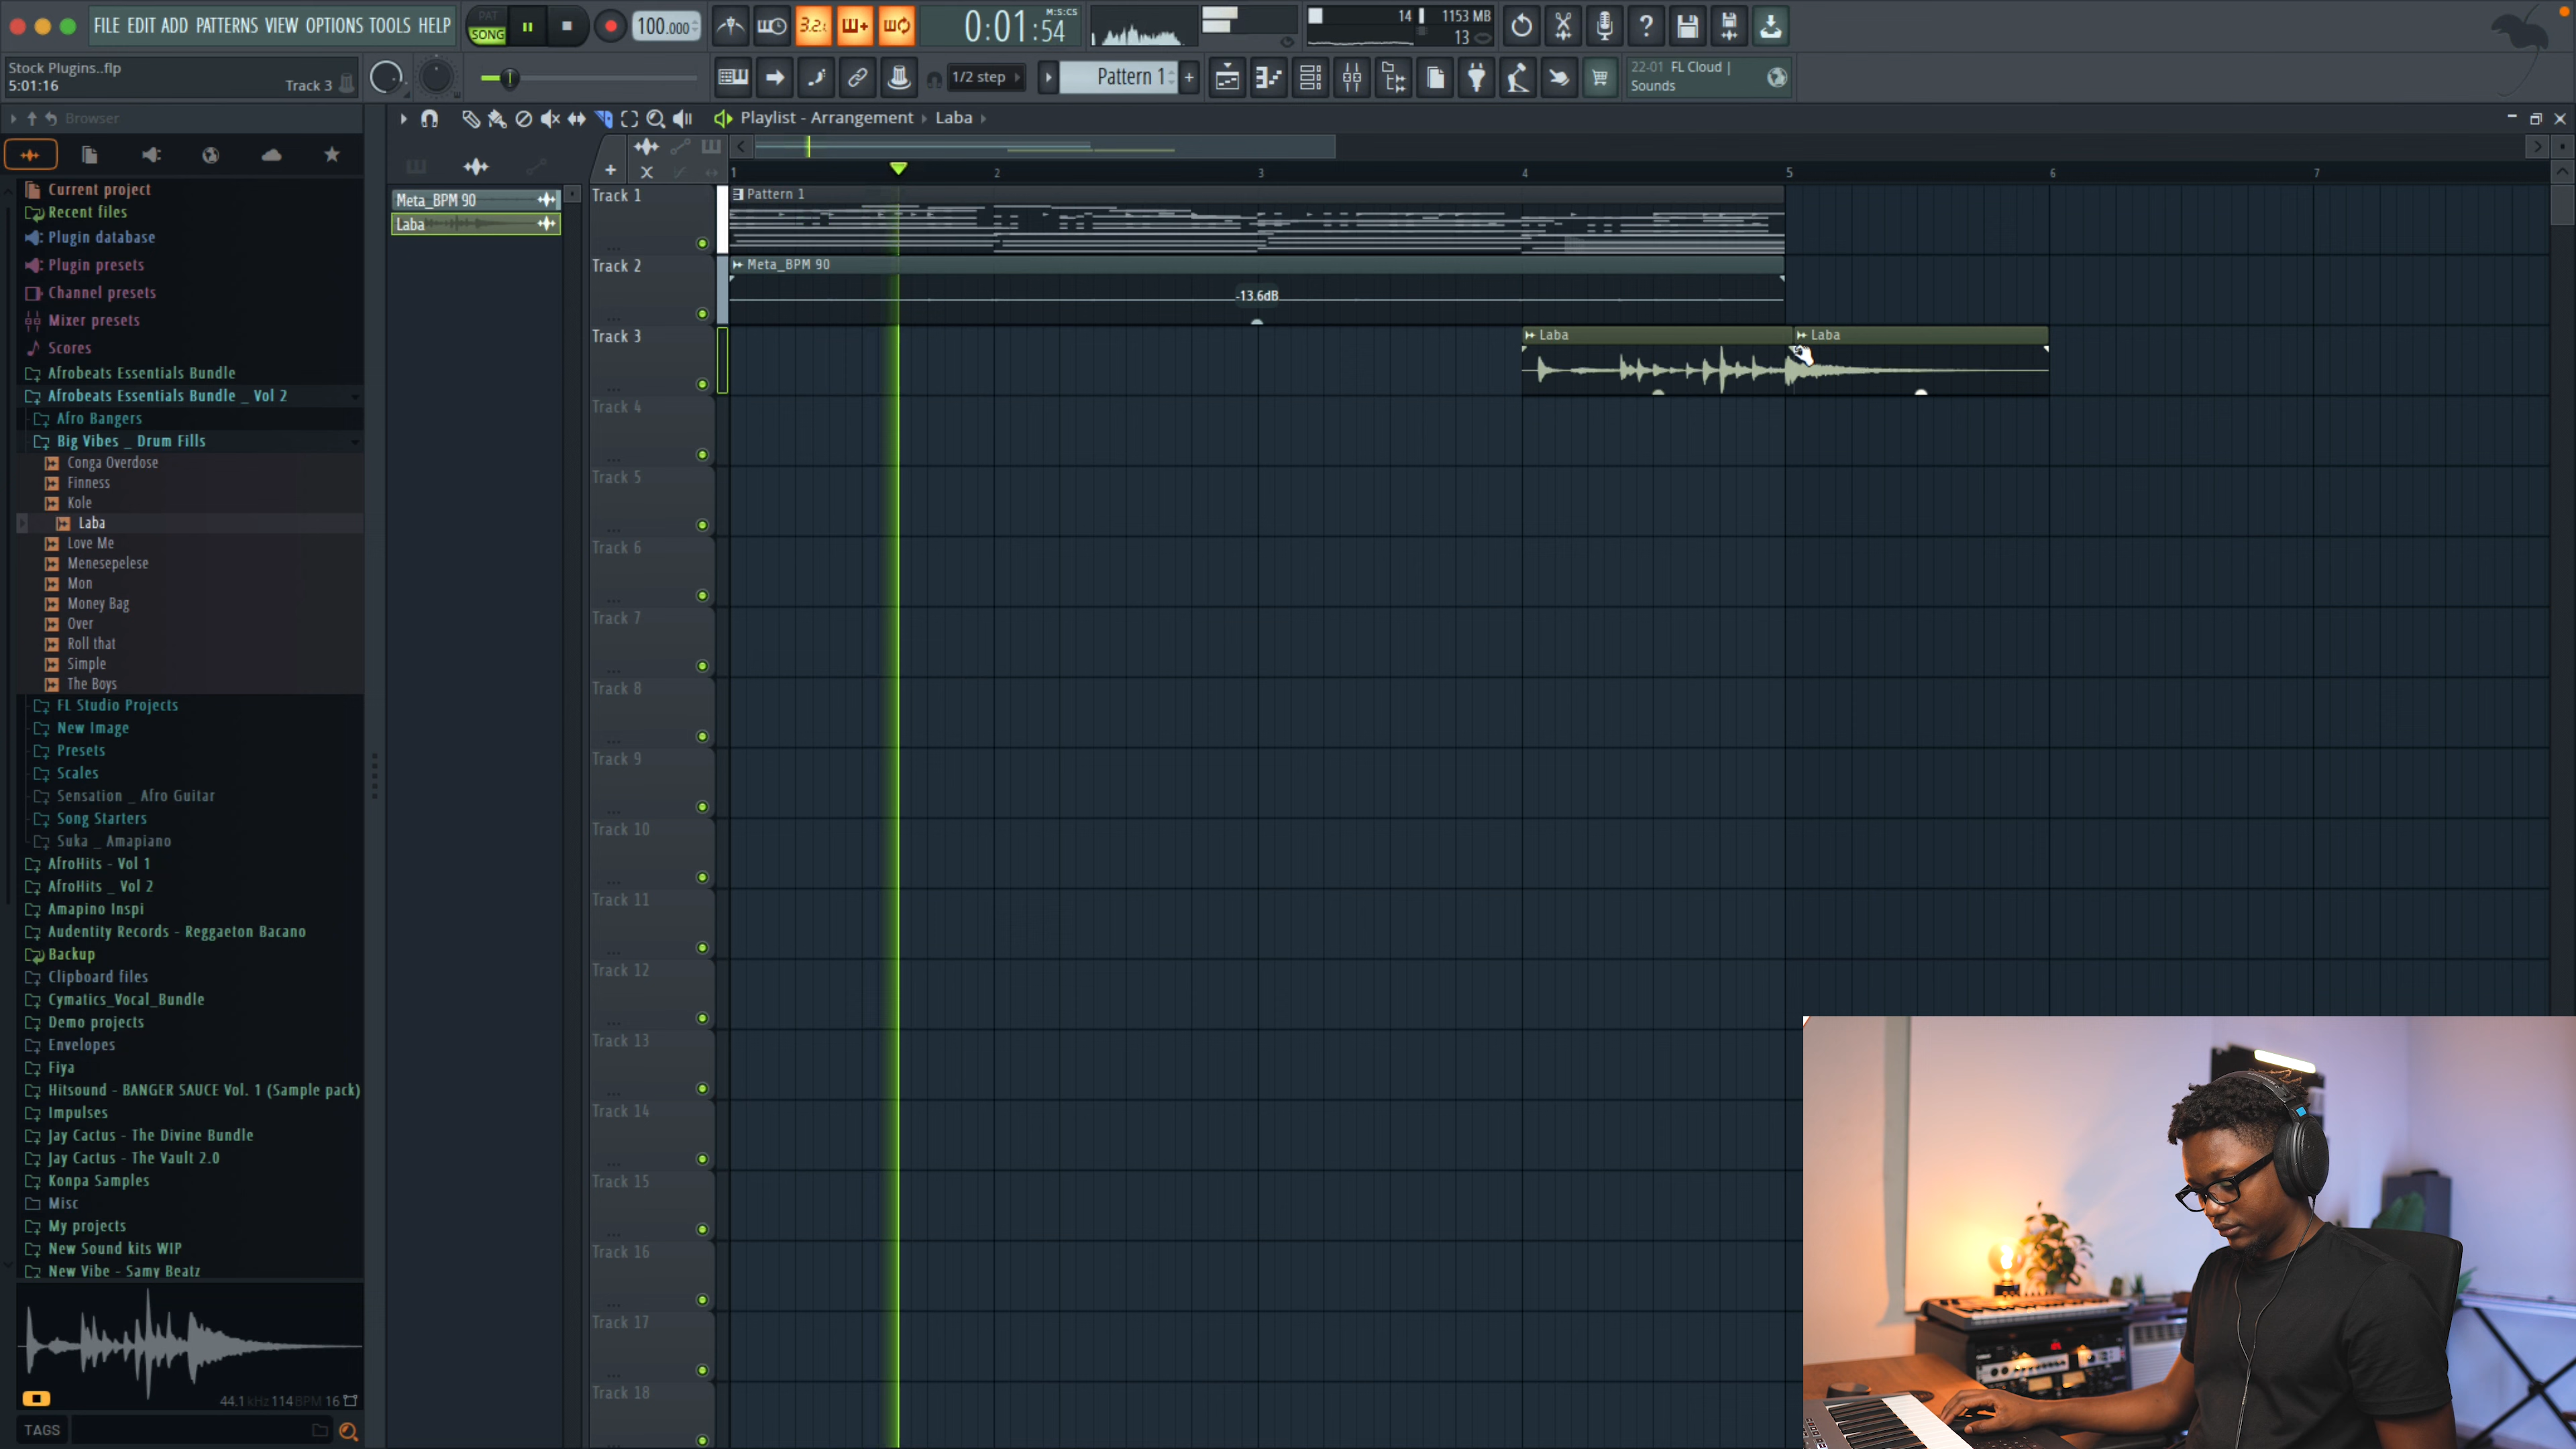 FILE EDIT ADD PATTERNS VIEW OPTIONS TOOLS HELP
PAT
SONG
100.000
3.2:
0:01:54
M:S:CS
14
1153 MB
13
Stock Plugins..flp
5:01:16
Track 3
1/2 step
Pattern 1
+
22-01 FL Cloud |
Sounds
Browser
Playlist - Arrangement
Laba
Current project
Recent files
Plugin database
Plugin presets
Channel presets
Mixer presets
Scores
Afrobeats Essentials Bundle
Afrobeats Essentials Bundle _ Vol 2
Afro Bangers
Big Vibes _ Drum Fills
Conga Overdose
Finness
Kole
Laba
Love Me
Menesepelese
Mon
Money Bag
Over
Roll that
Simple
The Boys
FL Studio Projects
New Image
Presets
Scales
Sensation _ Afro Guitar
Song Starters
Suka _ Amapiano
AfroHits - Vol 1
AfroHits _ Vol 2
Amapino Inspi
Audentity Records - Reggaeton Bacano
Backup
Clipboard files
Cymatics_Vocal_Bundle
Demo projects
Envelopes
Fiya
Hitsound - BANGER SAUCE Vol. 1 (Sample pack)
Impulses
Jay Cactus - The Divine Bundle
Jay Cactus - The Vault 2.0
Konpa Samples
Misc
My projects
New Sound kits WIP
New Vibe - Samy Beatz
44.1 kHz 114 BPM 16
TAGS
Meta_BPM 90
Laba
1
2
3
4
5
6
7
Track 1
Pattern 1
Track 2
Meta_BPM 90
-13.6dB
Track 3
Laba
Laba
Track 4
Track 5
Track 6
Track 7
Track 8
Track 9
Track 10
Track 11
Track 12
Track 13
Track 14
Track 15
Track 16
Track 17
Track 18